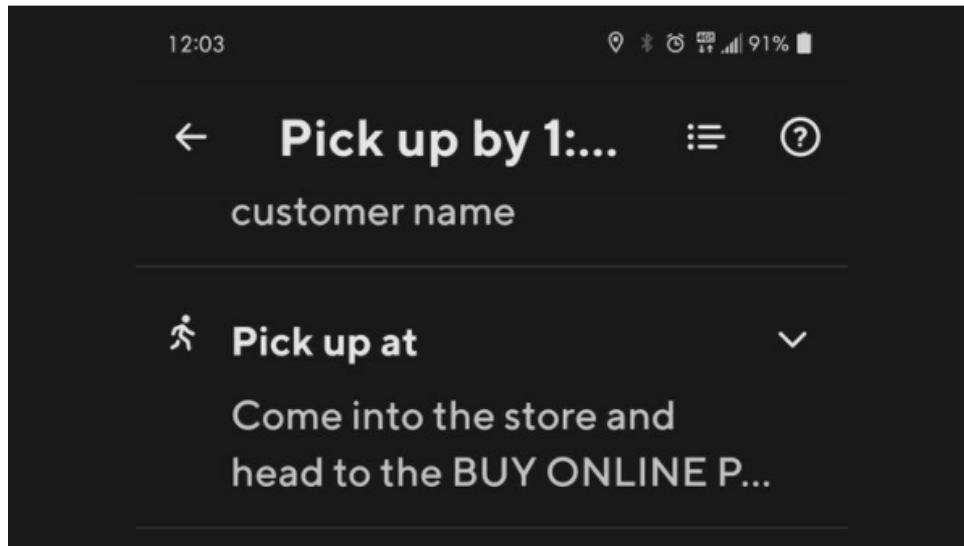 12:03 91%
Pick up by 1:...
customer name
Pick up at
Come into the store and
head to the BUY ONLINE P...